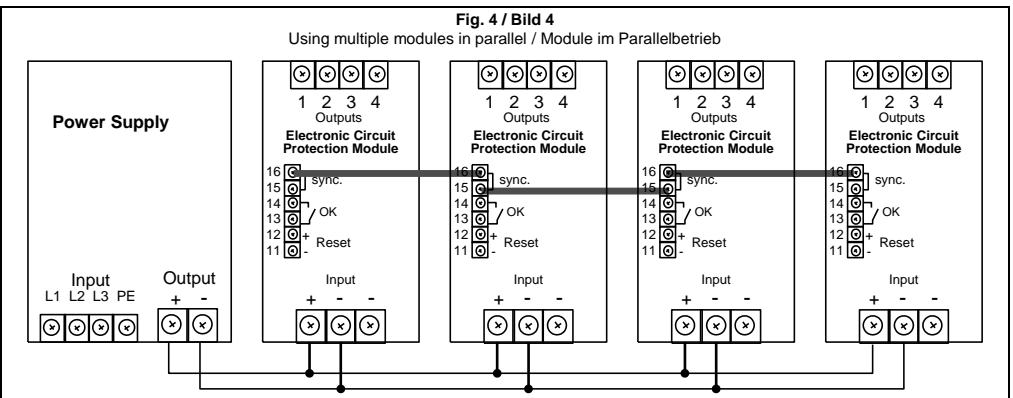 Fig. 4 / Bild 4
Using multiple modules in parallel / Module im Parallelbetrieb
Power Supply
Input
L1 L2 L3 PE
Output
+ -
1 2 3 4
Outputs
Electronic Circuit
Protection Module
16
15
sync.
14
13
OK
12 +
11 -
Reset
Input
+ - -
1 2 3 4
Outputs
Electronic Circuit
Protection Module
16
15
sync.
14
13
OK
12 +
11 -
Reset
Input
+ - -
1 2 3 4
Outputs
Electronic Circuit
Protection Module
16
15
sync.
14
13
OK
12 +
11 -
Reset
Input
+ - -
1 2 3 4
Outputs
Electronic Circuit
Protection Module
16
15
sync.
14
13
OK
12 +
11 -
Reset
Input
+ - -